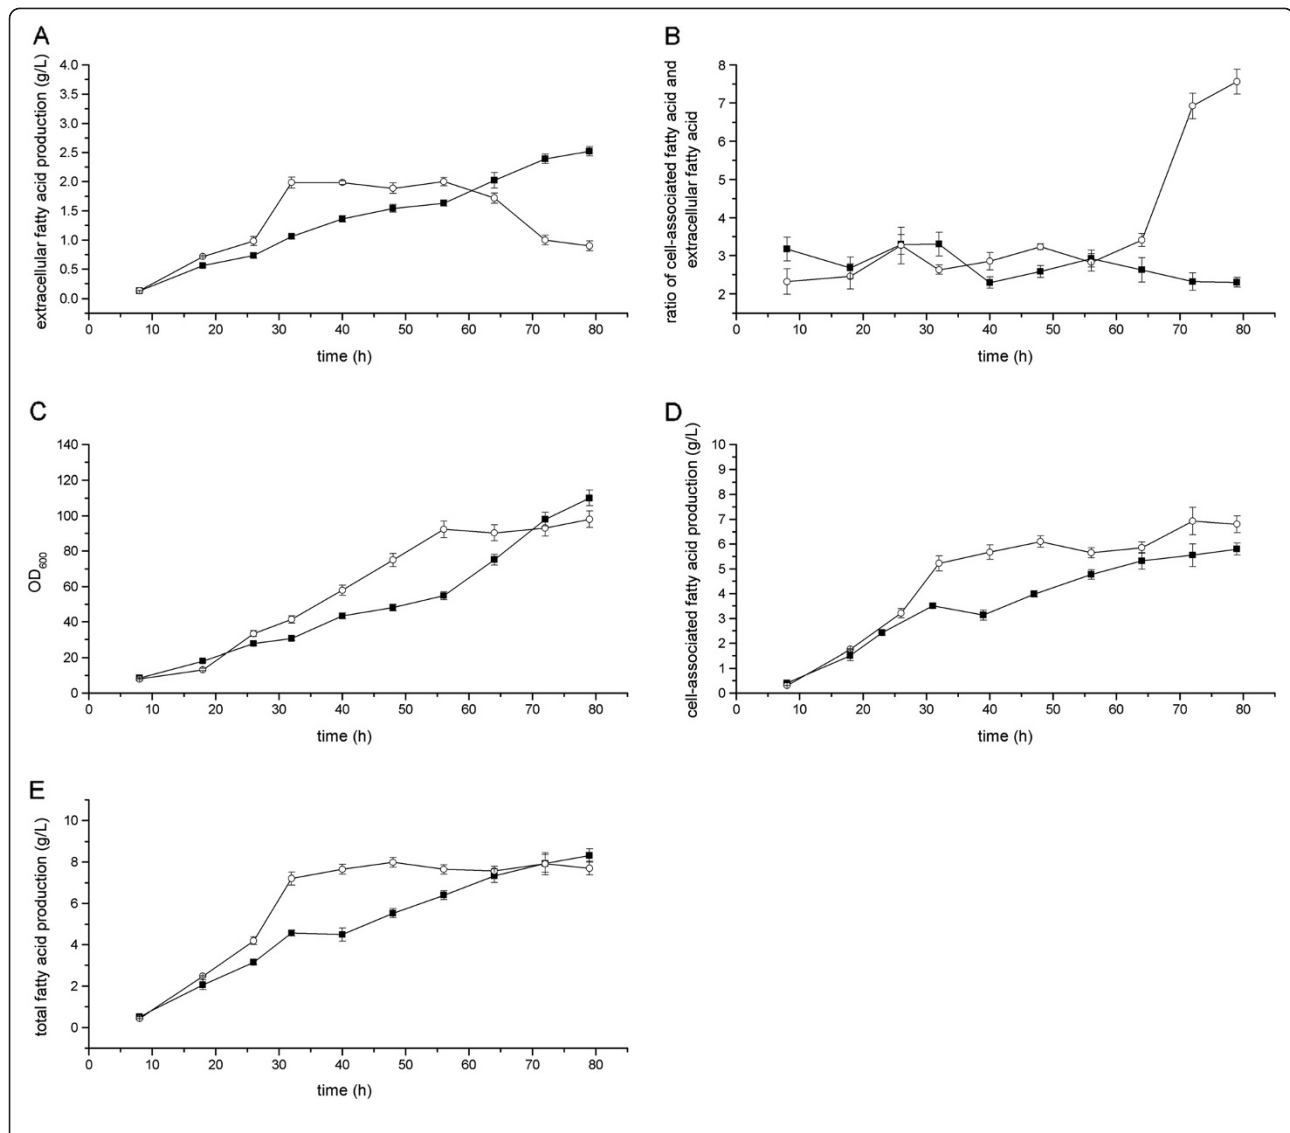 A
extracellular fatty acid production (g/L)
4.0
3.5
3.0
2.5
2.0
1.5
1.0
0.5
0.0
0 10 20 30 40 50 60 70 80
time (h)
B
ratio of cell-associated fatty acid and
extracellular fatty acid
8
7
6
5
4
3
2
0 10 20 30 40 50 60 70 80
time (h)
C
OD600
140
120
100
80
60
40
20
0
0 10 20 30 40 50 60 70 80
time (h)
D
cell-associated fatty acid production (g/L)
10
9
8
7
6
5
4
3
2
1
0
0 10 20 30 40 50 60 70 80
time (h)
E
total fatty acid production (g/L)
10
8
6
4
2
0
0 10 20 30 40 50 60 70 80
time (h)